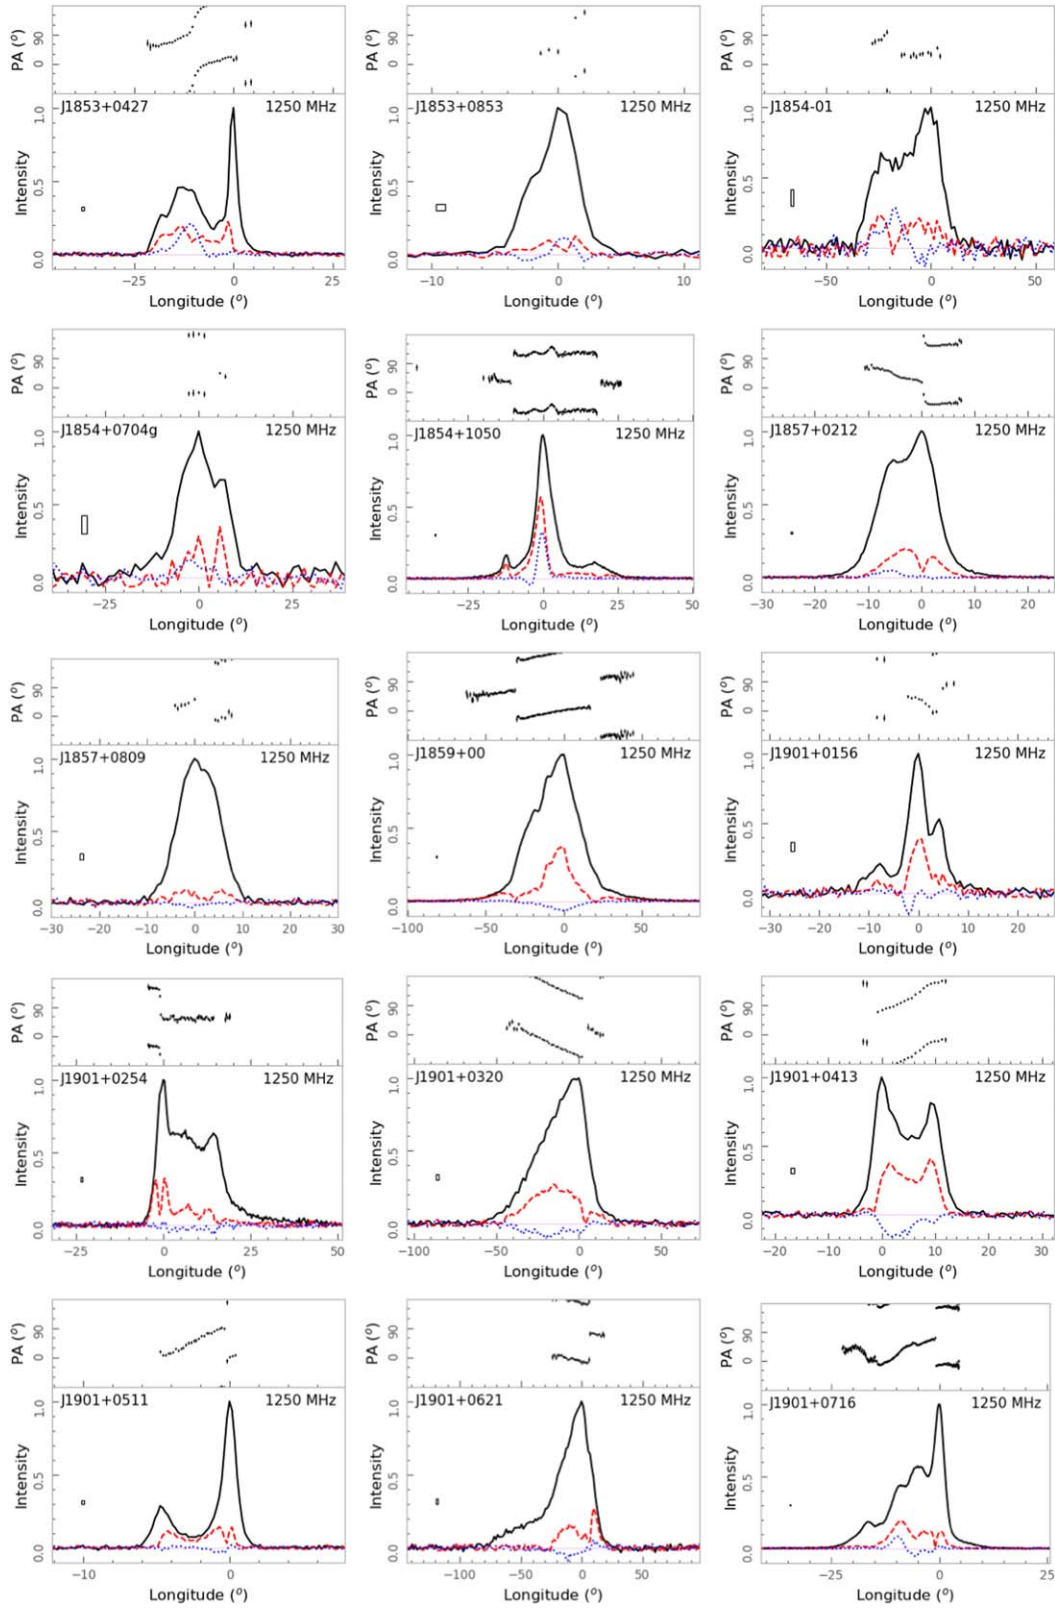 PA (°)
90
0
J1853+0427 1250 MHz
Intensity
1.0
0.5
0.0
−25 0 25
Longitude (°)
PA (°)
90
0
J1853+0853 1250 MHz
Intensity
1.0
0.5
0.0
−10 0 10
Longitude (°)
PA (°)
90
0
J1854-01 1250 MHz
Intensity
1.0
0.5
0.0
−50 0 50
Longitude (°)
PA (°)
90
0
J1854+0704g 1250 MHz
Intensity
1.0
0.5
0.0
−25 0 25
Longitude (°)
PA (°)
90
0
J1854+1050 1250 MHz
Intensity
1.0
0.5
0.0
−25 0 25 50
Longitude (°)
PA (°)
90
0
J1857+0212 1250 MHz
Intensity
1.0
0.5
0.0
−30 −20 −10 0 10 20
Longitude (°)
PA (°)
90
0
J1857+0809 1250 MHz
Intensity
1.0
0.5
0.0
−30 −20 −10 0 10 20 30
Longitude (°)
PA (°)
90
0
J1859+00 1250 MHz
Intensity
1.0
0.5
0.0
−100 −50 0 50
Longitude (°)
PA (°)
90
0
J1901+0156 1250 MHz
Intensity
1.0
0.5
0.0
−30 −20 −10 0 10 20
Longitude (°)
PA (°)
90
0
J1901+0254 1250 MHz
Intensity
1.0
0.5
0.0
−25 0 25 50
Longitude (°)
PA (°)
90
0
J1901+0320 1250 MHz
Intensity
1.0
0.5
0.0
−100 −50 0 50
Longitude (°)
PA (°)
90
0
J1901+0413 1250 MHz
Intensity
1.0
0.5
0.0
−20 −10 0 10 20 30
Longitude (°)
PA (°)
90
0
J1901+0511 1250 MHz
Intensity
1.0
0.5
0.0
−10 0
Longitude (°)
PA (°)
90
0
J1901+0621 1250 MHz
Intensity
1.0
0.5
0.0
−100 −50 0 50 100
Longitude (°)
PA (°)
90
0
J1901+0716 1250 MHz
Intensity
1.0
0.5
0.0
−25 0 25
Longitude (°)